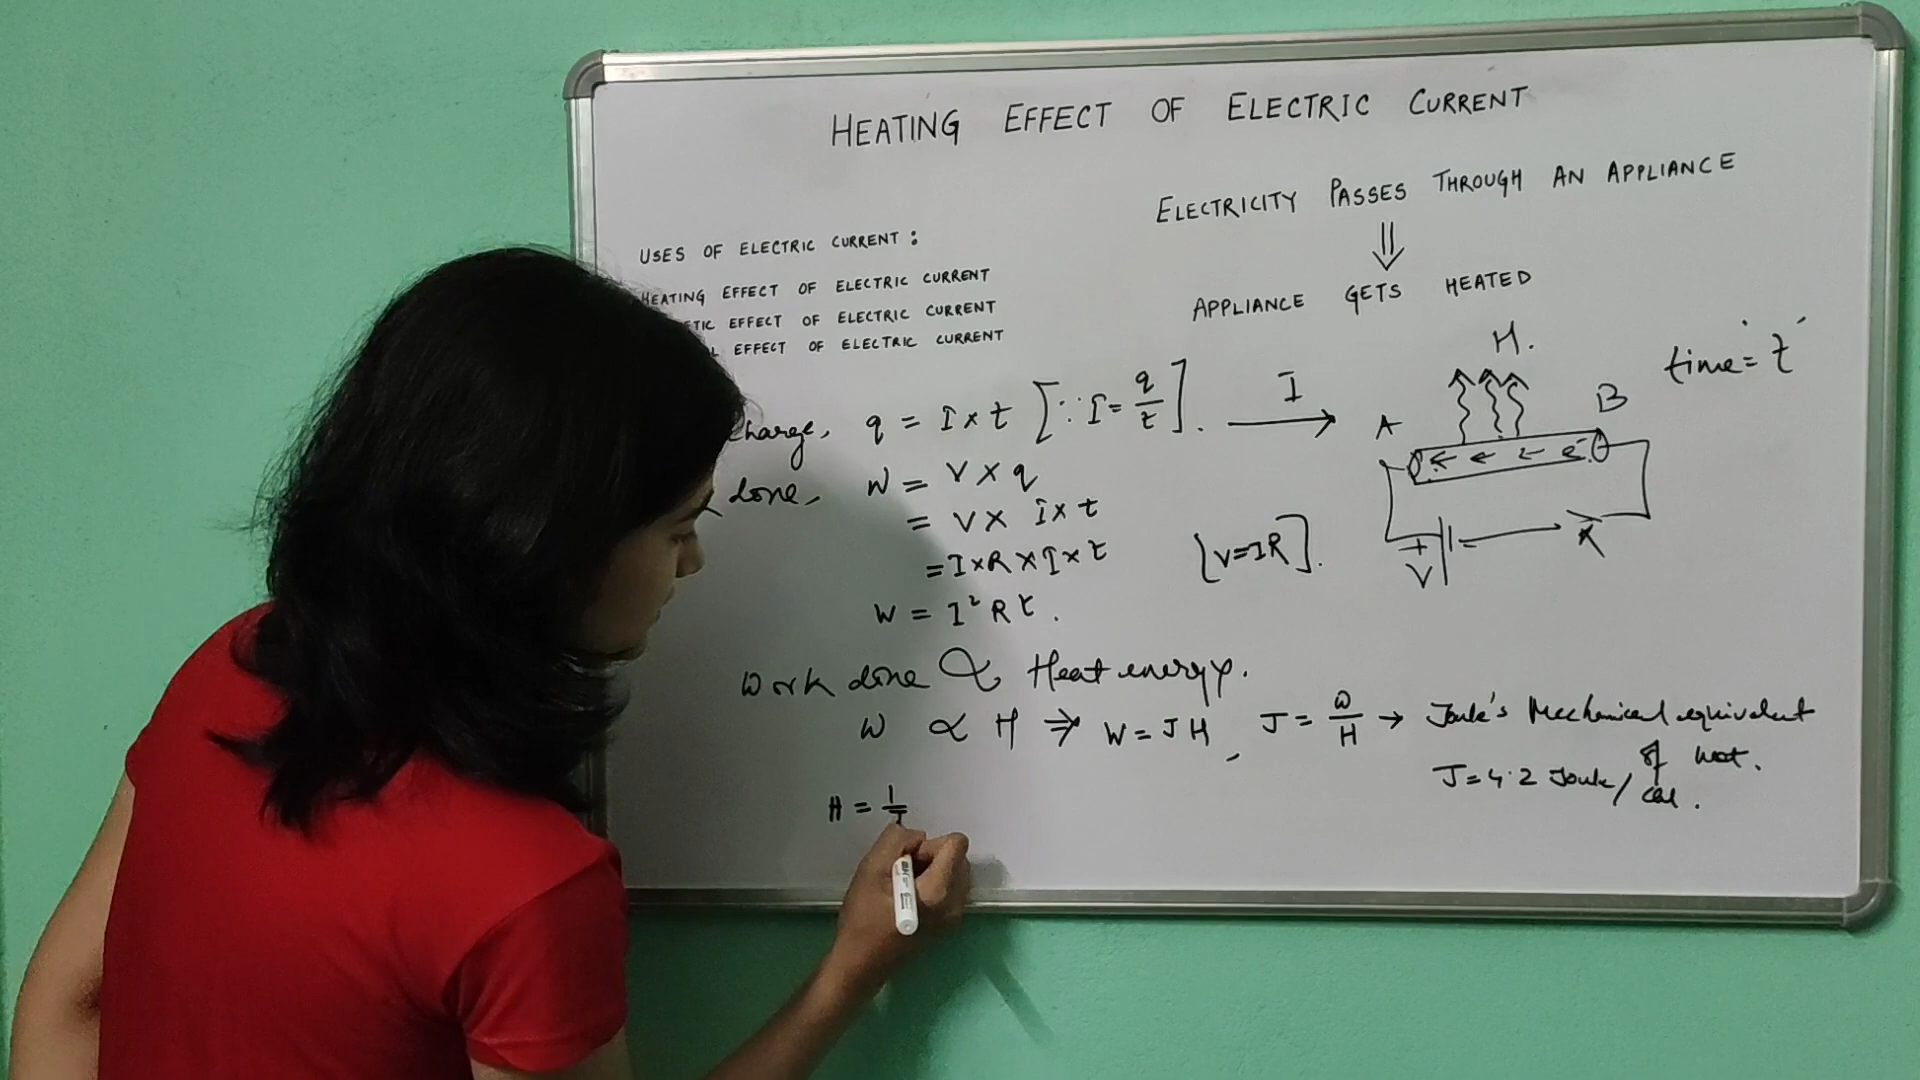 HEATING EFFECT OF ELECTRIC CURRENT
USES OF ELECTRIC CURRENT :
HEATING EFFECT OF ELECTRIC CURRENT
EFFECT OF ELECTRIC CURRENT
EFFECT OF ELECTRIC CURRENT
ELECTRICITY PASSES THROUGH AN APPLIANCE
⇓
APPLIANCE GETS HEATED
Charge, q = I × t [∵ I = q/t].
done, W = V × q
= V × I × t
= I × R × I × t [V = IR].
W = I² R t.
I →
H.
time = 't'
A B
e⁻
+ -
V K
Work done ∝ Heat energy.
W ∝ H ⇒ W = J H, J = W/H → Joule's Mechanical equivalent
of heat.
J = 4.2 Joule/cal.
H = 1/J